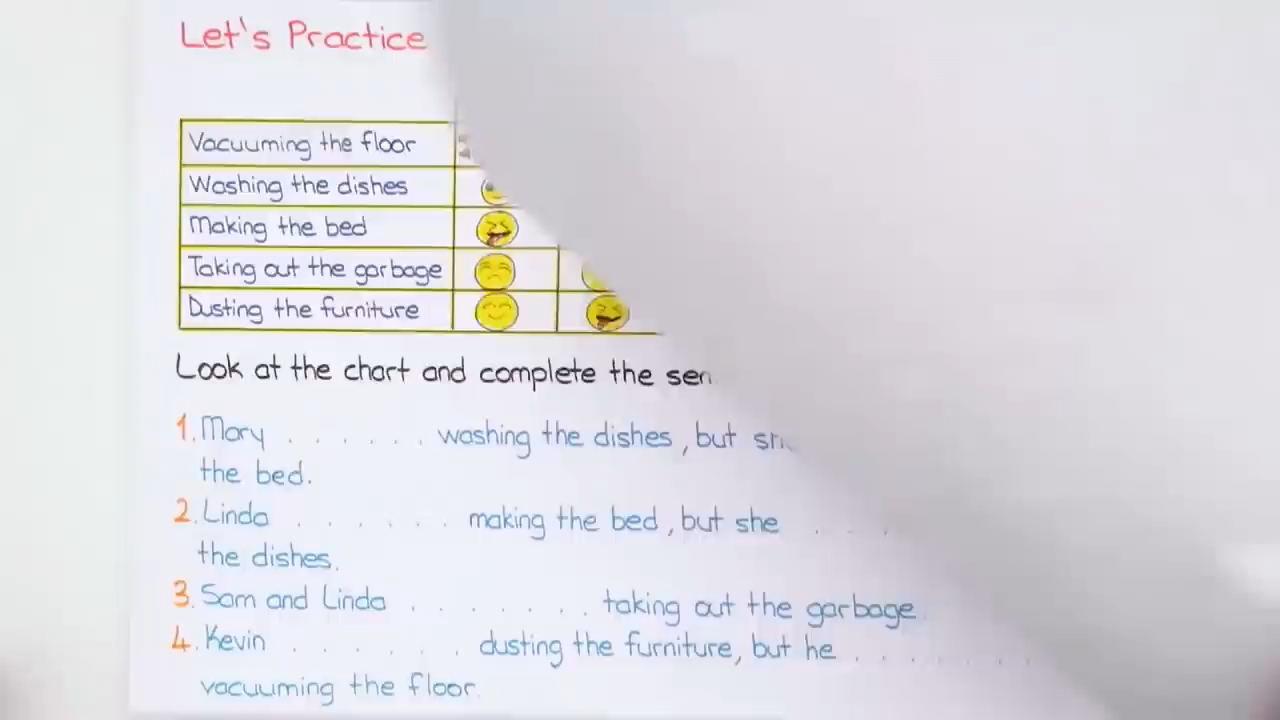 Let's Practice
Vacuuming the floor
Washing the dishes
Making the bed
Taking out the garbage
Dusting the furniture
Look at the chart and complete the
1. Mary . . . . . . washing the dishes, but
the bed.
2. Linda . . . . . . making the bed, but she . . . .
the dishes.
3. Sam and Linda . . . . . . . taking out the garbage.
4. Kevin . . . . . . dusting the furniture, but he . . . . . . . .
vacuuming the floor.